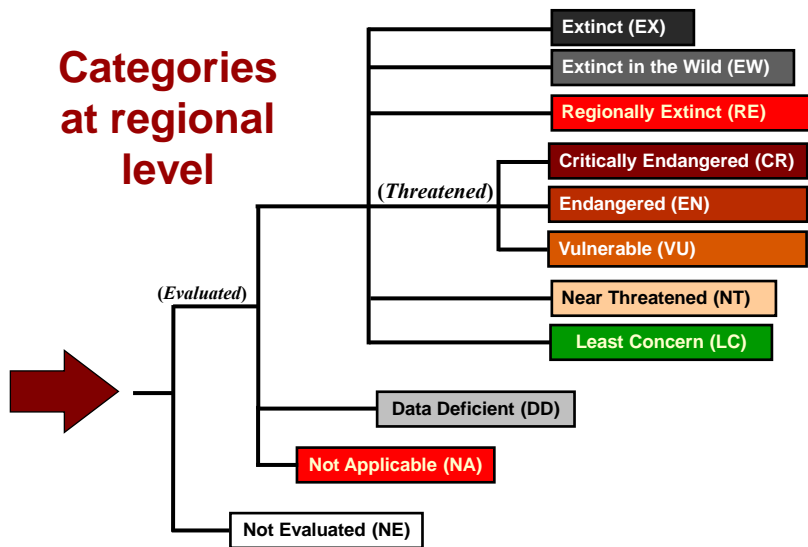 Categories
at regional
level
Extinct (EX)
Extinct in the Wild (EW)
Regionally Extinct (RE)
Critically Endangered (CR)
(Threatened)
Endangered (EN)
Vulnerable (VU)
(Evaluated)
Near Threatened (NT)
Least Concern (LC)
Data Deficient (DD)
Not Applicable (NA)
Not Evaluated (NE)